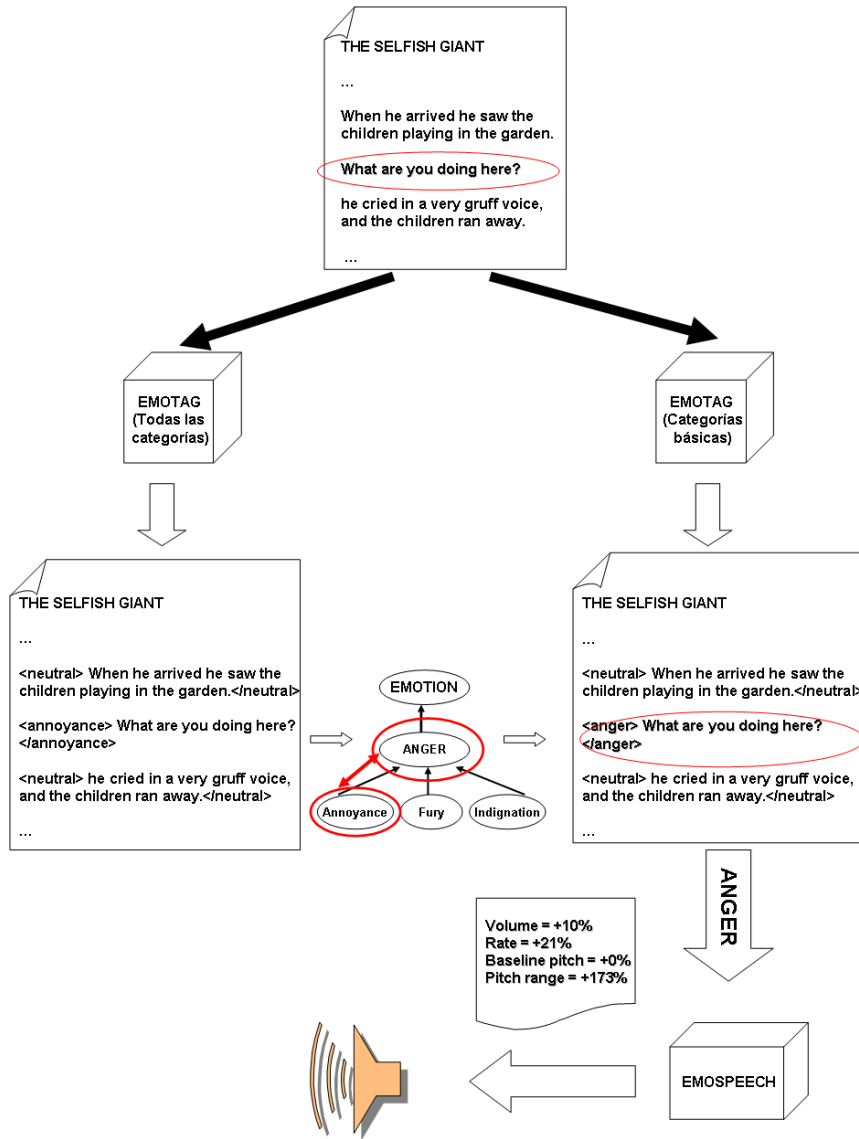 THE SELFISH GIANT
...
When he arrived he saw the
children playing in the garden.
What are you doing here?
he cried in a very gruff voice,
and the children ran away.
...
EMOTAG
(Todas las
categorías)
EMOTAG
(Categorías
básicas)
THE SELFISH GIANT
...
<neutral> When he arrived he saw the
children playing in the garden.</neutral>
<annoyance> What are you doing here?
</annoyance>
<neutral> he cried in a very gruff voice,
and the children ran away.</neutral>
...
EMOTION
ANGER
Annoyance
Fury
Indignation
THE SELFISH GIANT
...
<neutral> When he arrived he saw the
children playing in the garden.</neutral>
<anger> What are you doing here?
</anger>
<neutral> he cried in a very gruff voice,
and the children ran away.</neutral>
...
ANGER
Volume = +10%
Rate = +21%
Baseline pitch = +0%
Pitch range = +173%
EMOSPEECH